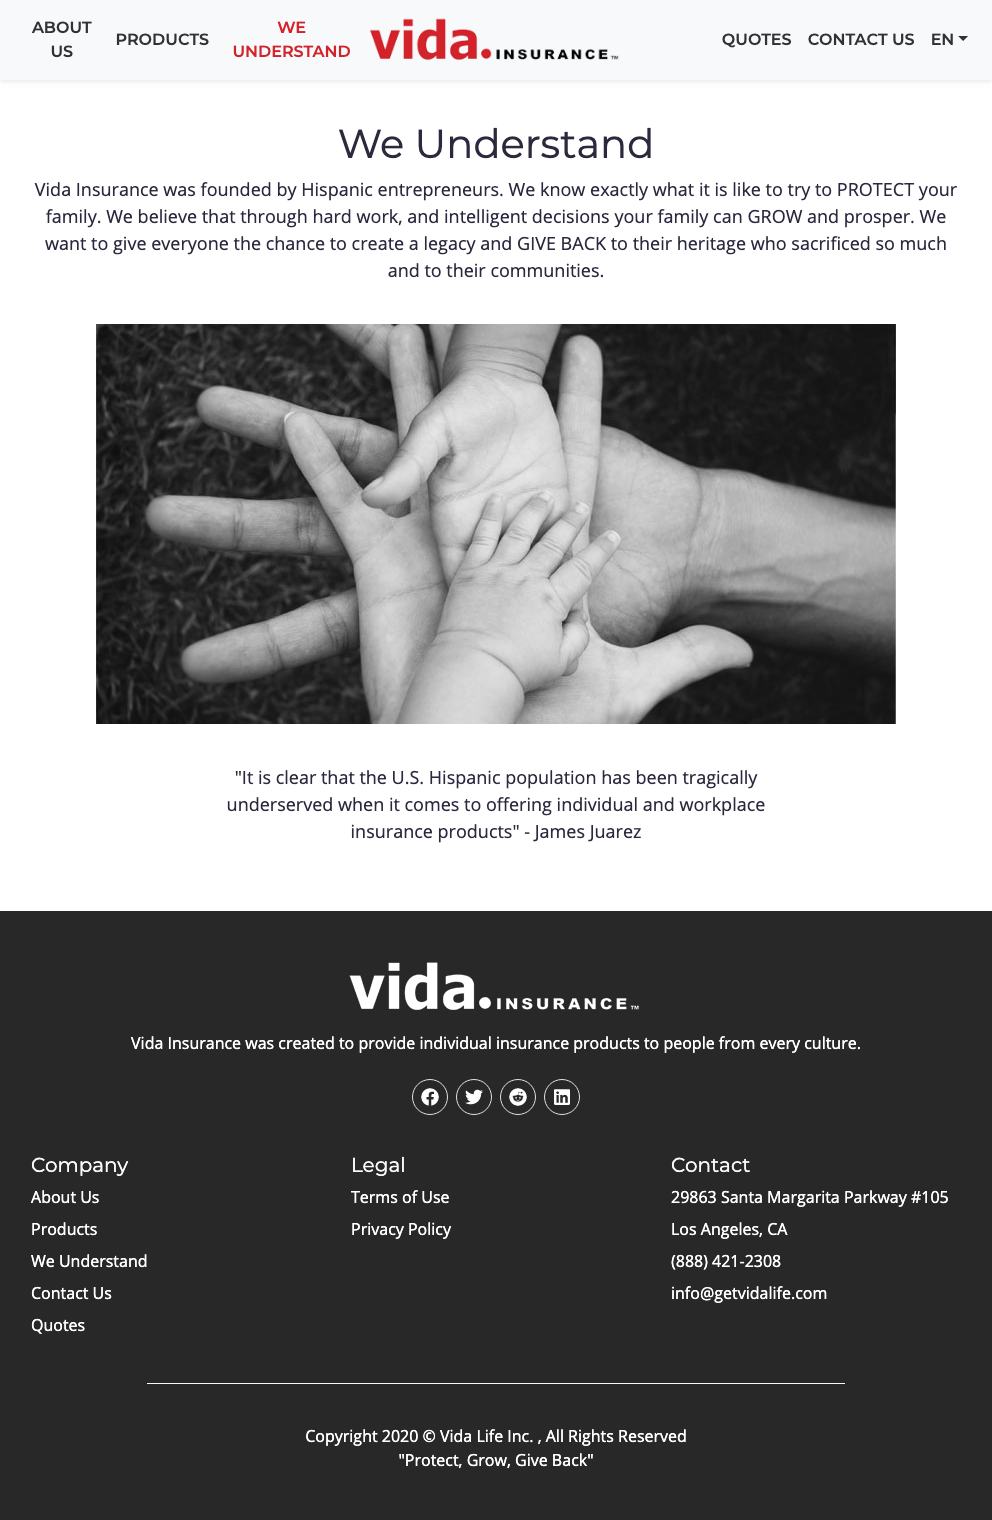 ABOUT
US
PRODUCTS
WE
UNDERSTAND
vida.INSURANCE™
QUOTES
CONTACT US
EN
We Understand
Vida Insurance was founded by Hispanic entrepreneurs. We know exactly what it is like to try to PROTECT your
family. We believe that through hard work, and intelligent decisions your family can GROW and prosper. We
want to give everyone the chance to create a legacy and GIVE BACK to their heritage who sacrificed so much
and to their communities.
"It is clear that the U.S. Hispanic population has been tragically
underserved when it comes to offering individual and workplace
insurance products" - James Juarez
vida.INSURANCE™
Vida Insurance was created to provide individual insurance products to people from every culture.
Company
About Us
Products
We Understand
Contact Us
Quotes
Legal
Terms of Use
Privacy Policy
Contact
29863 Santa Margarita Parkway #105
Los Angeles, CA
(888) 421-2308
info@getvidalife.com
Copyright 2020 © Vida Life Inc. , All Rights Reserved
"Protect, Grow, Give Back"